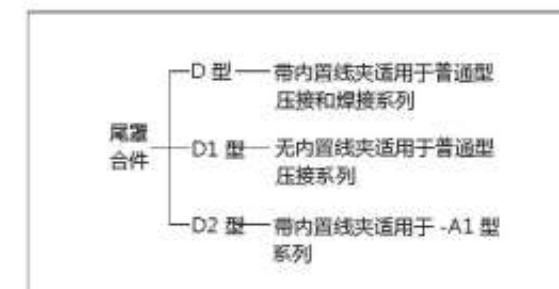 尾罩
合件
D 型
带内置线夹适用于普通型
压接和焊接系列
D1 型
无内置线夹适用于普通型
压接系列
D2 型
带内置线夹适用于 -A1 型
系列